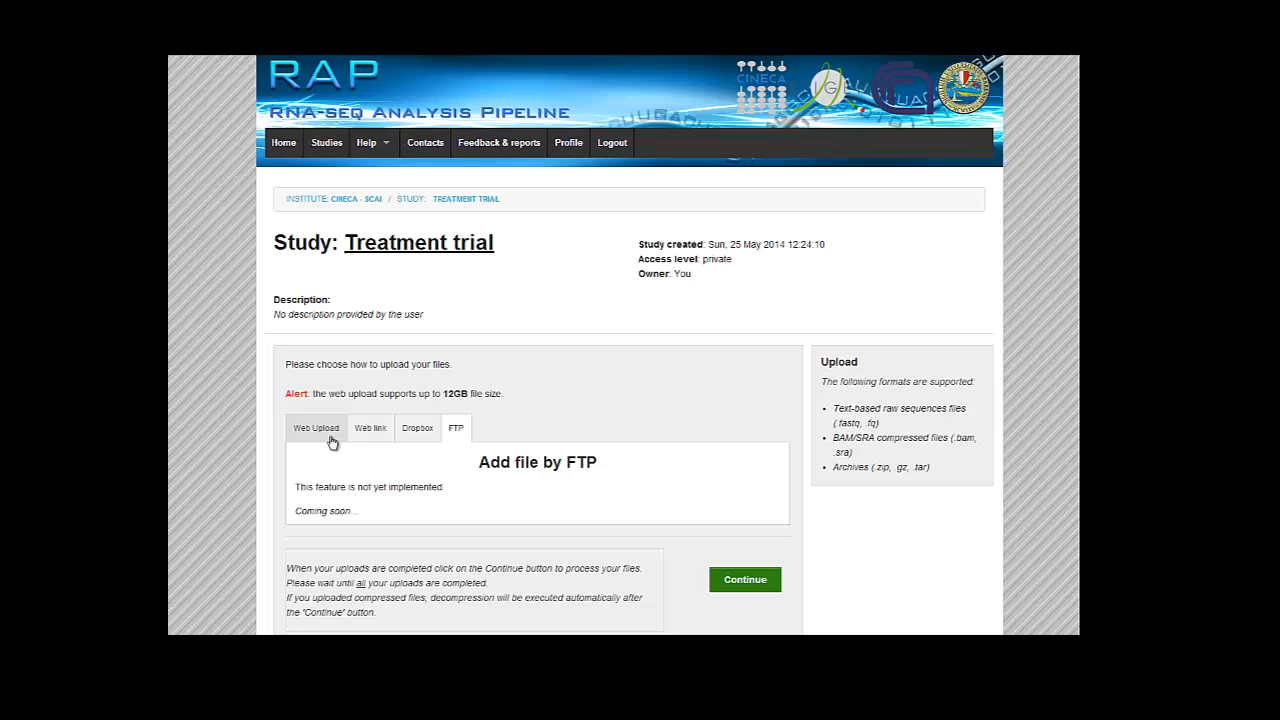 RAP
RNA-seq Analysis Pipeline
CINECA
Home Studies Help Contacts Feedback & reports Profile Logout
INSTITUTE: CINECA - SCAI / STUDY: TREATMENT TRIAL
Study: Treatment trial
Study created: Sun, 25 May 2014 12:24:10
Access level: private
Owner: You
Description:
No description provided by the user
Please choose how to upload your files.
Alert: the web upload supports up to 12GB file size.
Web Upload Web link Dropbox FTP
Add file by FTP
This feature is not yet implemented.
Coming soon...
When your uploads are completed click on the Continue button to process your files.
Please wait until all your uploads are completed.
If you uploaded compressed files, decompression will be executed automatically after
the 'Continue' button.
Continue
Upload
The following formats are supported:
• Text-based raw sequences files
(.fastq, .fq)
• BAM/SRA compressed files (.bam,
.sra)
• Archives (.zip, .gz, .tar)